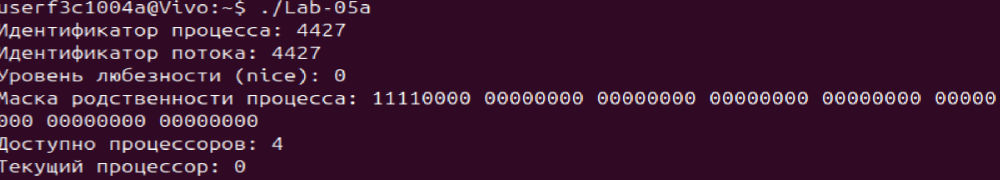 userf3c1004a@Vivo:~$ ./Lab-05a
Идентификатор процесса: 4427
Идентификатор потока: 4427
Уровень любезности (nice): 0
Маска родственности процесса: 11110000 00000000 00000000 00000000 00000000 00000
000 00000000 00000000
Доступно процессоров: 4
Текущий процессор: 0